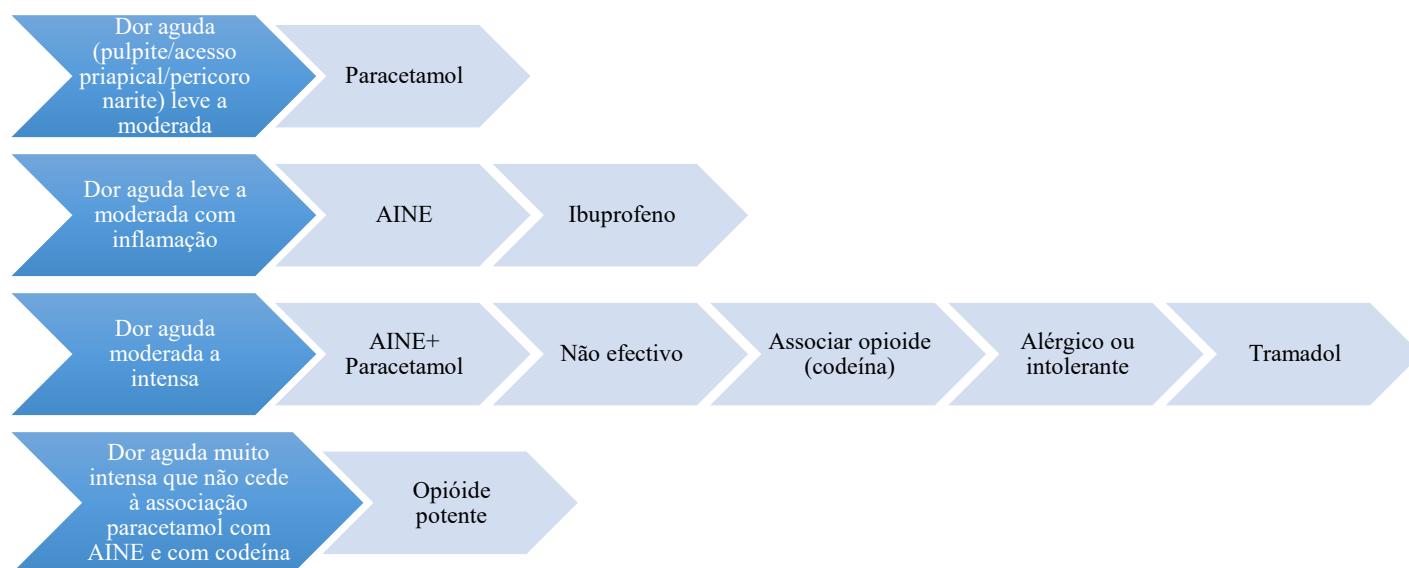 Dor aguda
(pulpite/acesso
priapical/pericoro
narite) leve a
moderada
Paracetamol
Dor aguda leve a
moderada com
inflamação
AINE
Ibuprofeno
Dor aguda
moderada a
intensa
AINE+
Paracetamol
Não efectivo
Associar opioide
(codeína)
Alérgico ou
intolerante
Tramadol
Dor aguda muito
intensa que não cede
à associação
paracetamol com
AINE e com codeína
Opióide
potente